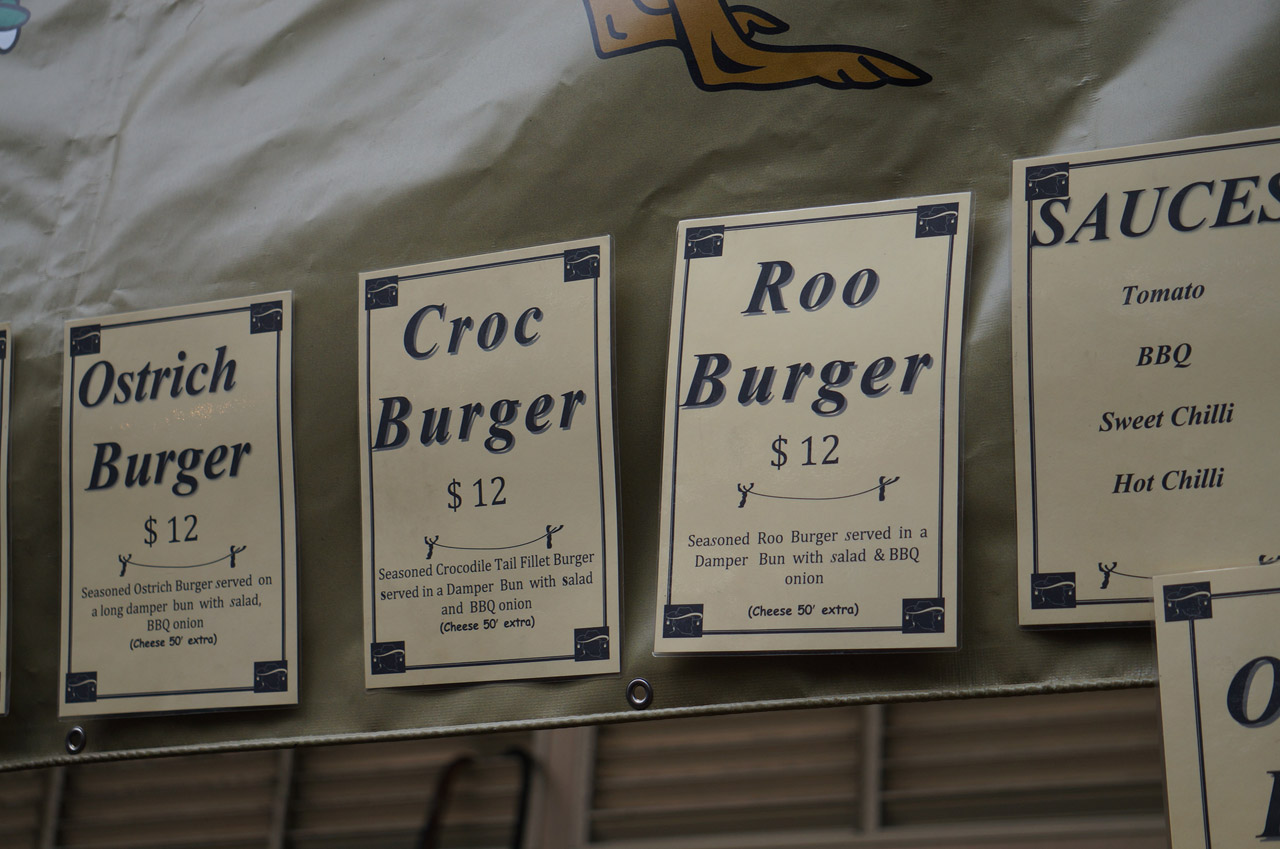 Ostrich
Burger
$ 12
Seasoned Ostrich Burger served on
a long damper bun with salad,
BBQ onion
(Cheese 50' extra)
Croc
Burger
$ 12
Seasoned Crocodile Tail Fillet Burger
served in a Damper Bun with salad
and BBQ onion
(Cheese 50' extra)
Roo
Burger
$ 12
Seasoned Roo Burger served in a
Damper Bun with salad & BBQ
onion
(Cheese 50' extra)
SAUCES
Tomato
BBQ
Sweet Chilli
Hot Chilli